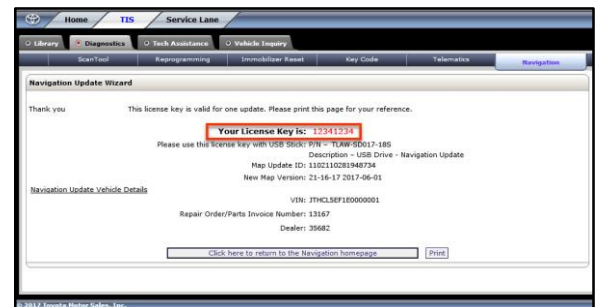 Home TIS Service Lane
Library Diagnostics Tech Assistance Vehicle Inquiry
ScanTool Reprogramming Immobilizer Reset Key Code Telematics Navigation
Navigation Update Wizard
Thank you This license key is valid for one update. Please print this page for your reference.
Your License Key is: 12341234
Please use this license key with USB Stick: P/N – TLAW-SD017-18S
Description – USB Drive - Navigation Update
Map Update ID: 1102110281948734
New Map Version: 21-16-17 2017-06-01
Navigation Update Vehicle Details
VIN: JTHCL5EF1E0000001
Repair Order/Parts Invoice Number: 13167
Dealer: 35682
Click here to return to the Navigation homepage Print
© 2017 Toyota Motor Sales, Inc.